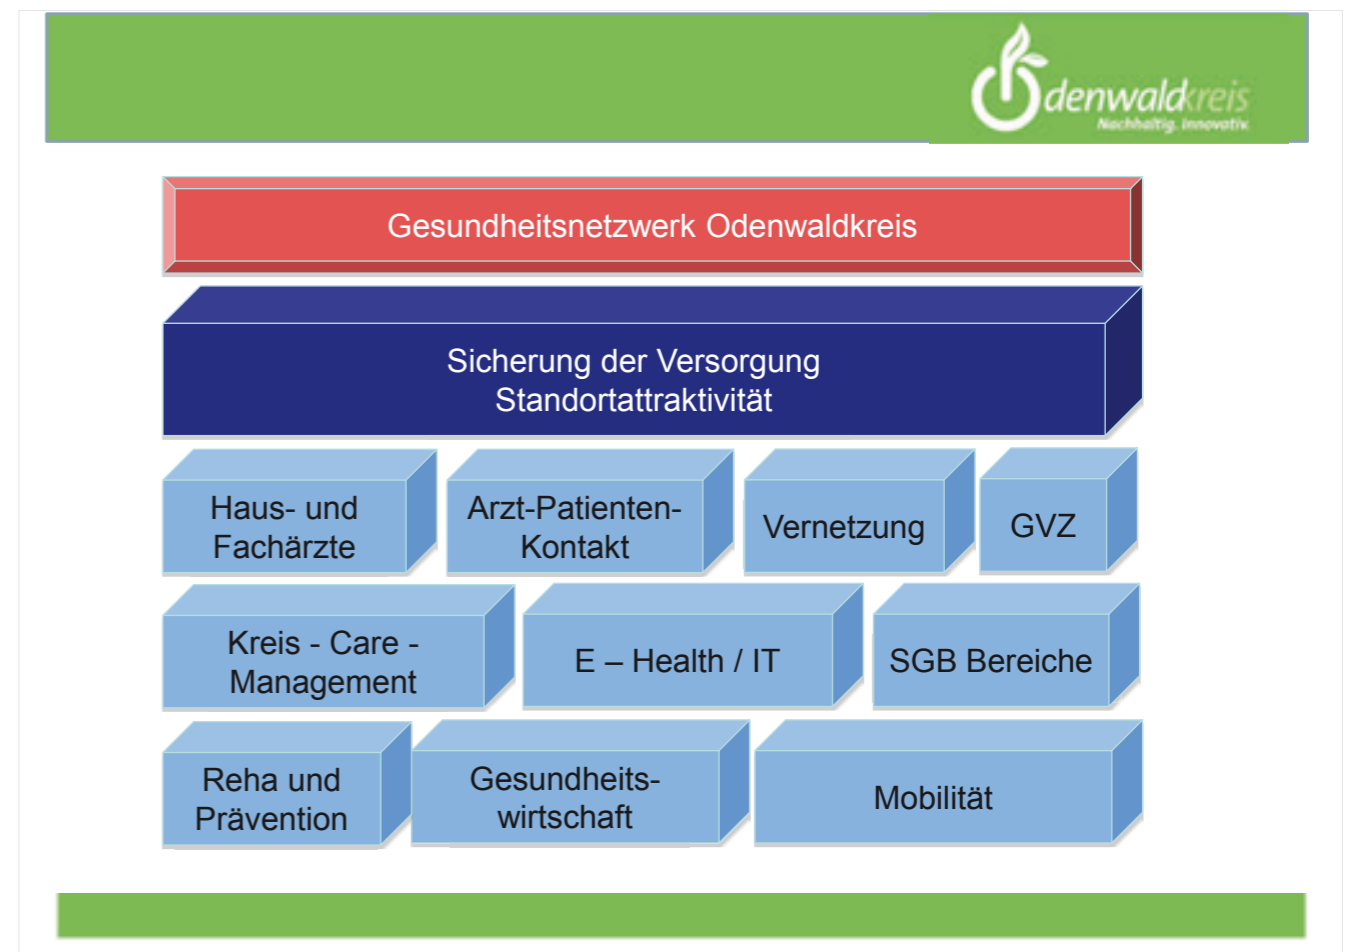 Odenwaldkreis
Nachhaltig. Innovativ.
Gesundheitsnetzwerk Odenwaldkreis
Sicherung der Versorgung
Standortattraktivität
Haus- und
Fachärzte
Arzt-Patienten-
Kontakt
Vernetzung
GVZ
Kreis - Care -
Management
E – Health / IT
SGB Bereiche
Reha und
Prävention
Gesundheits-
wirtschaft
Mobilität